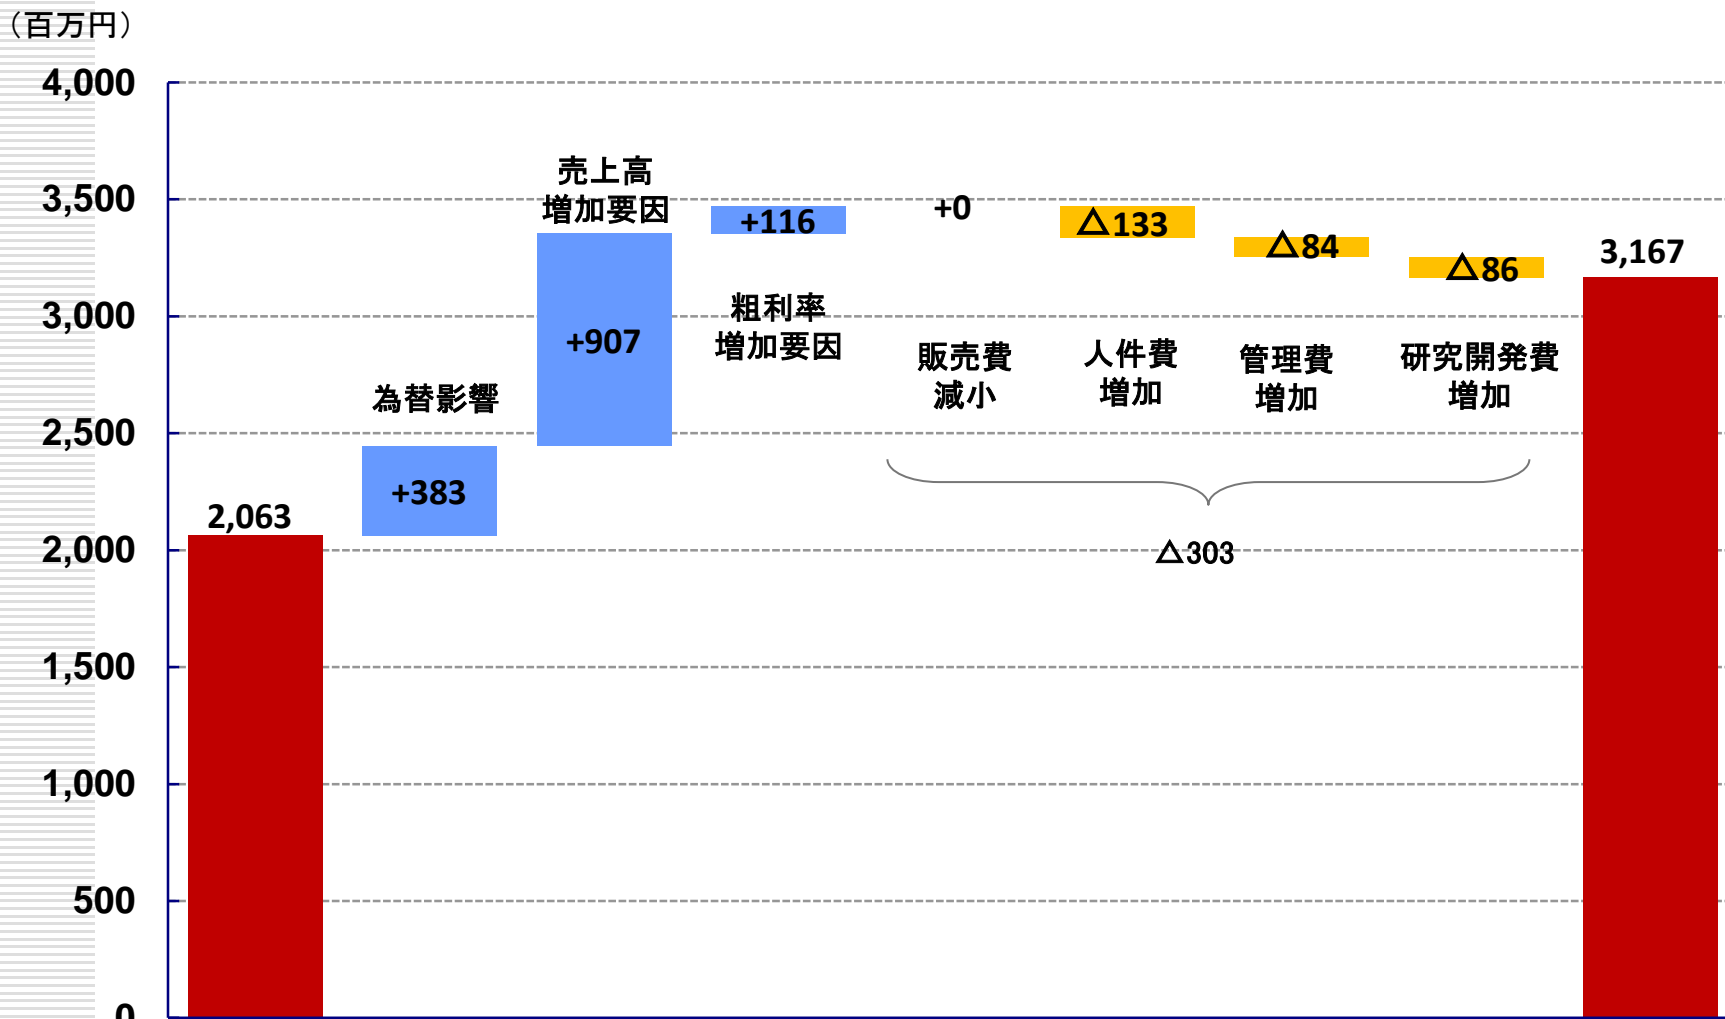 （百万円）
4,000
3,500
3,000
2,500
2,000
1,500
1,000
500
0
2,063
為替影響
+383
売上高
増加要因
+907
+116
粗利率
増加要因
+0
販売費
減小
△133
人件費
増加
△84
管理費
増加
△86
研究開発費
増加
△303
3,167